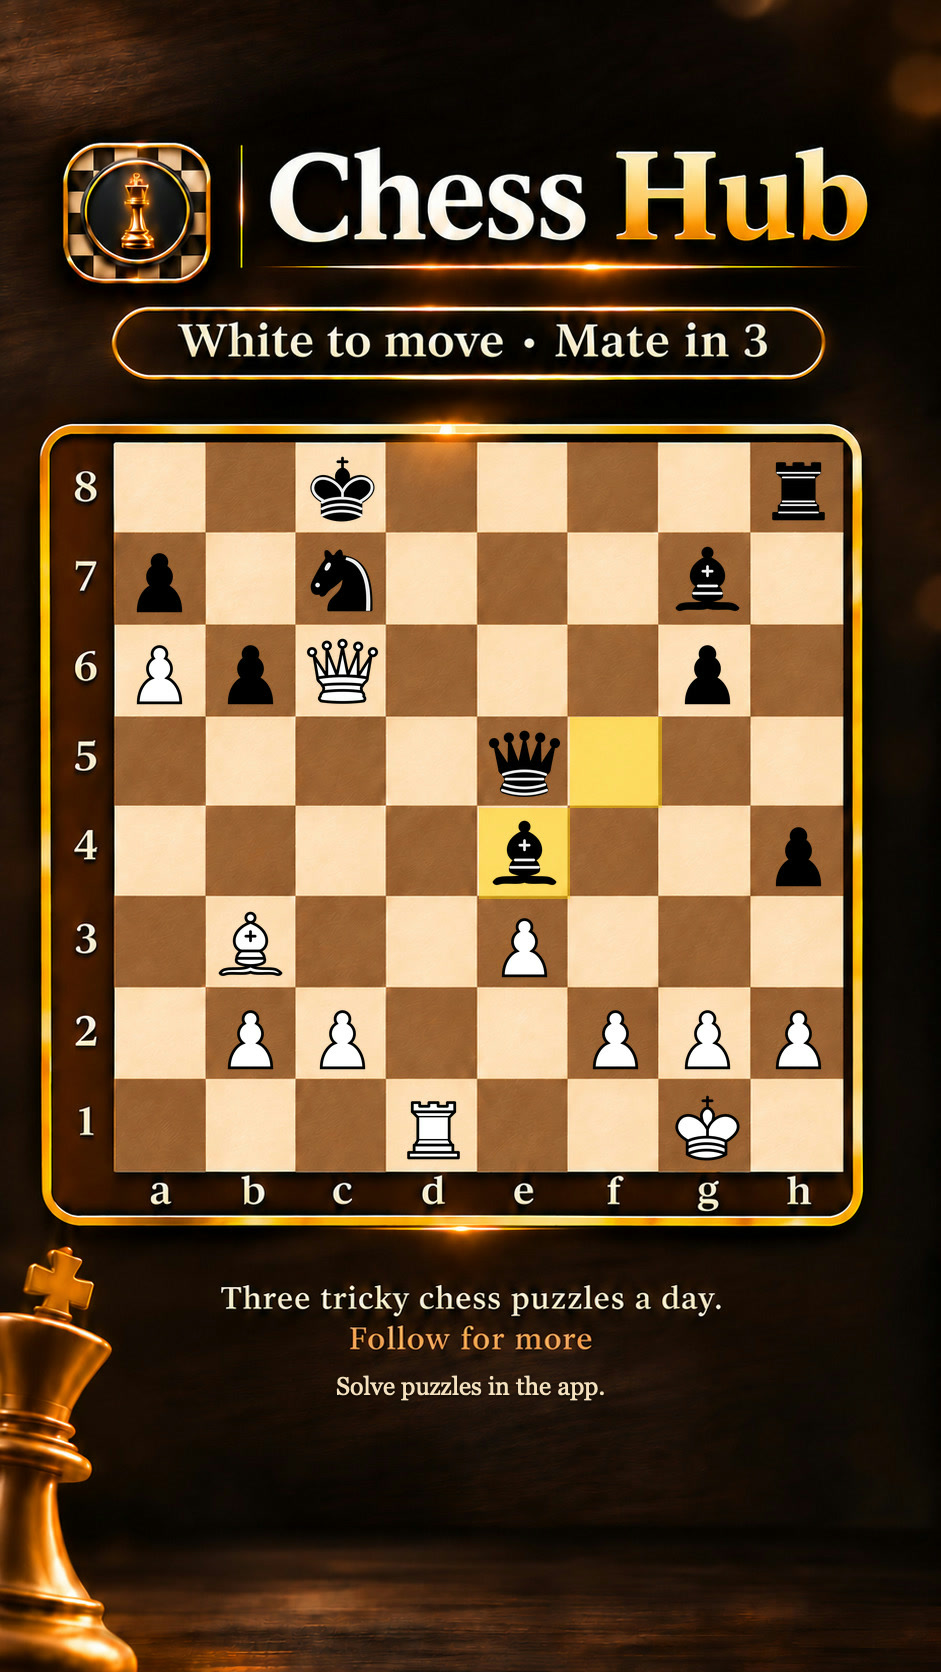 Chess Hub
White to move • Mate in 3
8
7
6
5
4
3
2
1
a b c d e f g h
Three tricky chess puzzles a day.
Follow for more
Solve puzzles in the app.